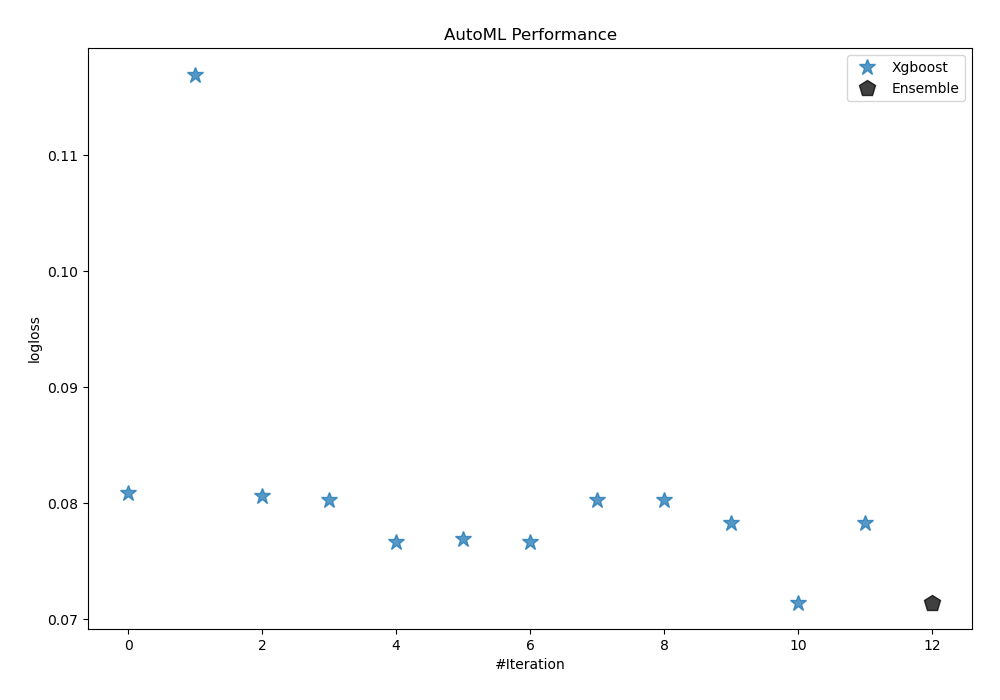 AutoML Performance
Xgboost
Ensemble
0.11
0.10
0.09
0.08
0.07
logloss
0 2 4 6 8 10 12
#Iteration